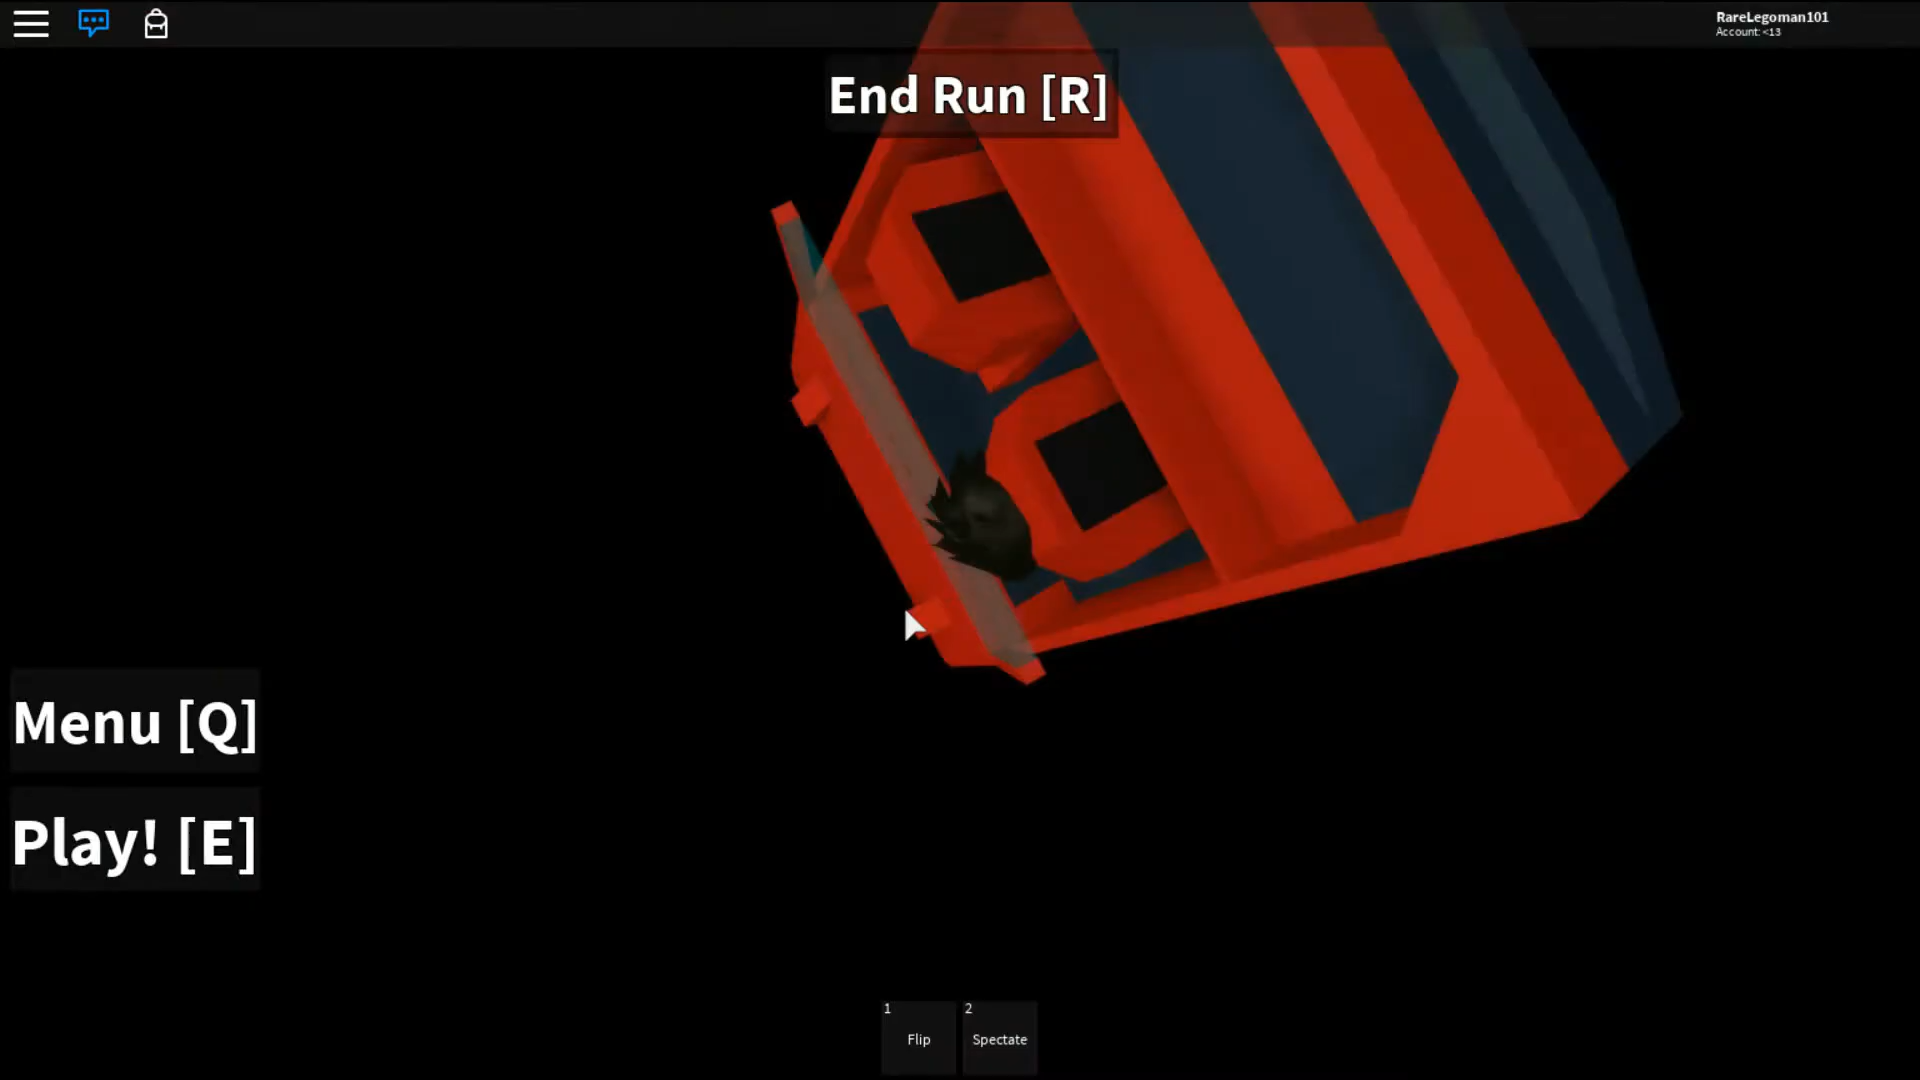 RareLegoman101
Account: <13
End Run [R]
Menu [Q]
Play! [E]
1
Flip
2
Spectate